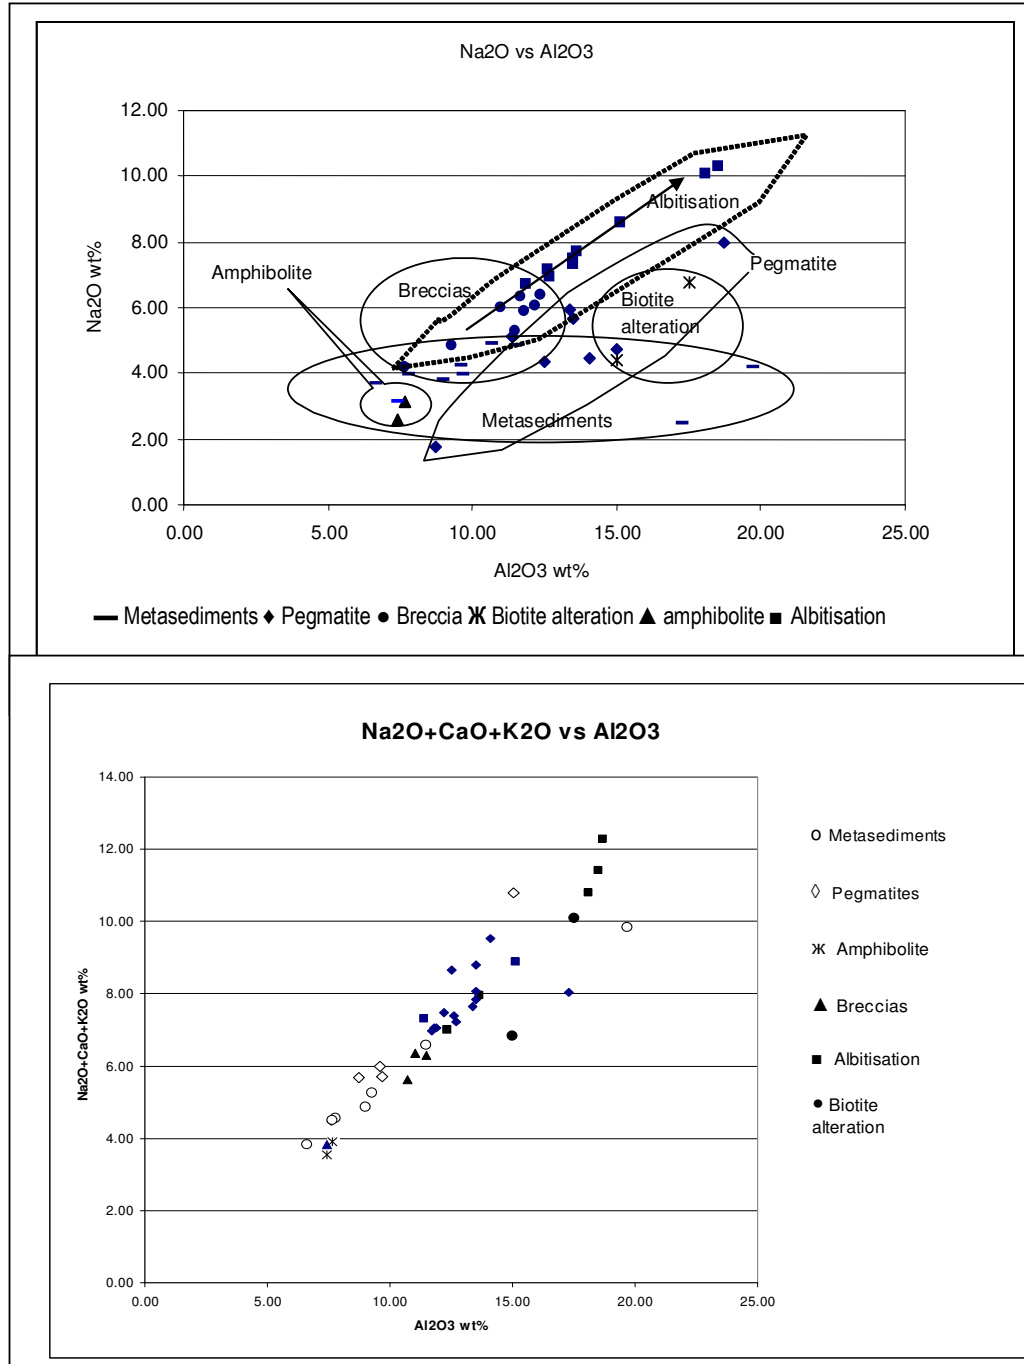 Na2O vs Al2O3
12.00
10.00
8.00
6.00
4.00
2.00
0.00
Na2O wt%
Albitisation
Pegmatite
Amphibolite
Breccias
Biotite
alteration
Metasediments
0.00 5.00 10.00 15.00 20.00 25.00
Al2O3 wt%
Metasediments Pegmatite Breccia Biotite alteration amphibolite Albitisation
Na2O+CaO+K2O vs Al2O3
14.00
12.00
10.00
8.00
6.00
4.00
2.00
0.00
Na2O+CaO+K2O wt%
0.00 5.00 10.00 15.00 20.00 25.00
Al2O3 wt%
Metasediments
Pegmatites
Amphibolite
Breccias
Albitisation
Biotite
alteration